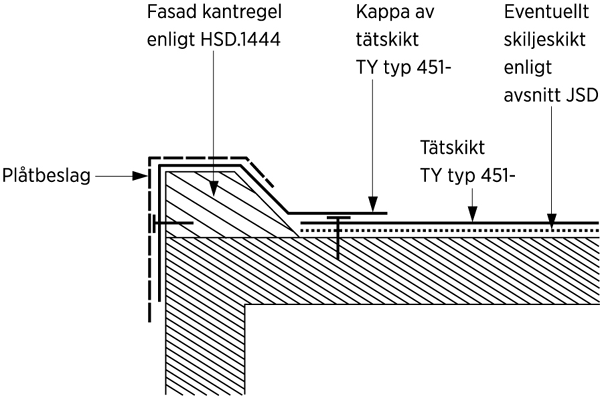 Fasad kantregel
enligt HSD.1444
Kappa av
tätskikt
TY typ 451-
Eventuellt
skiljeskikt
enligt
avsnitt JSD
Tätskikt
TY typ 451-
Plåtbeslag